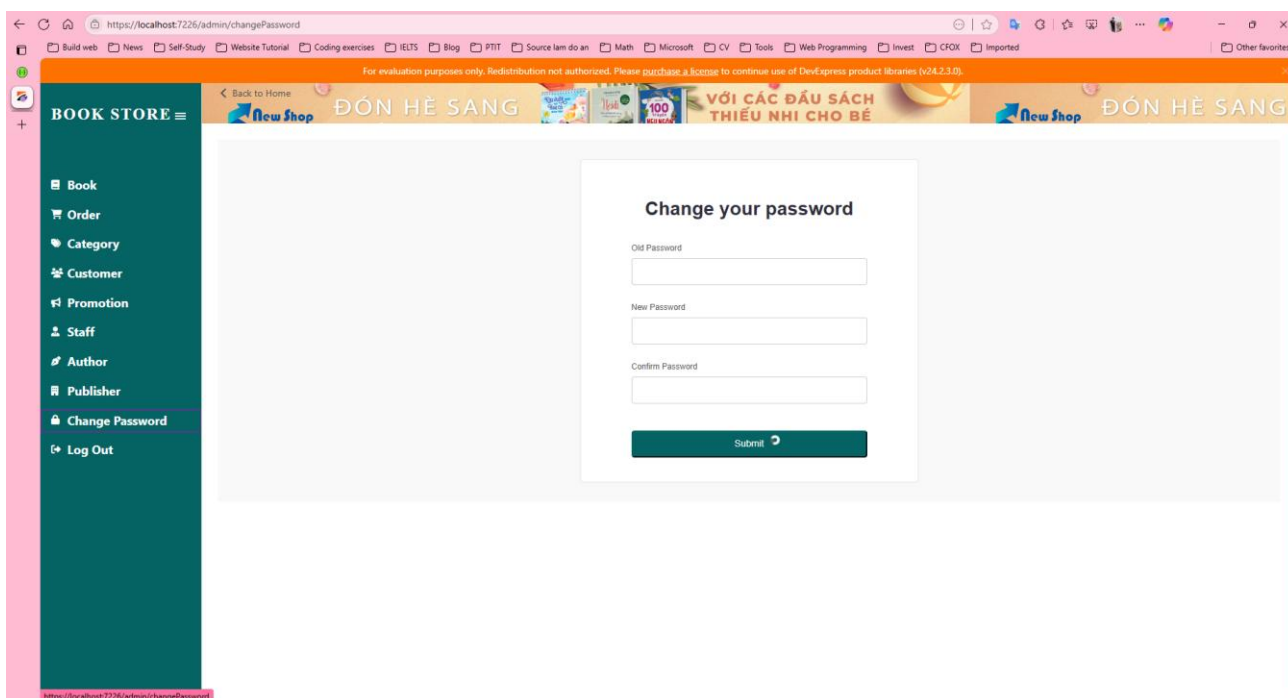 https://localhost:7226/admin/changePassword
Build web News Self-Study Website Tutorial Coding exercises IELTS Blog PTIT Source lam do an Math Microsoft CV Tools Web Programming Invest CFOX Imported Other favorites
For evaluation purposes only. Redistribution not authorized. Please purchase a license to continue use of DevExpress product libraries (v24.2.3.0).
BOOK STORE
Back to Home
New Shop ĐÓN HÈ SANG
100
VỚI CÁC ĐẦU SÁCH
THIẾU NHI CHO BÉ
New Shop ĐÓN HÈ SANG
Book
Order
Category
Customer
Promotion
Staff
Author
Publisher
Change Password
Log Out
Change your password
Old Password
New Password
Confirm Password
Submit
https://localhost:7226/admin/changePassword